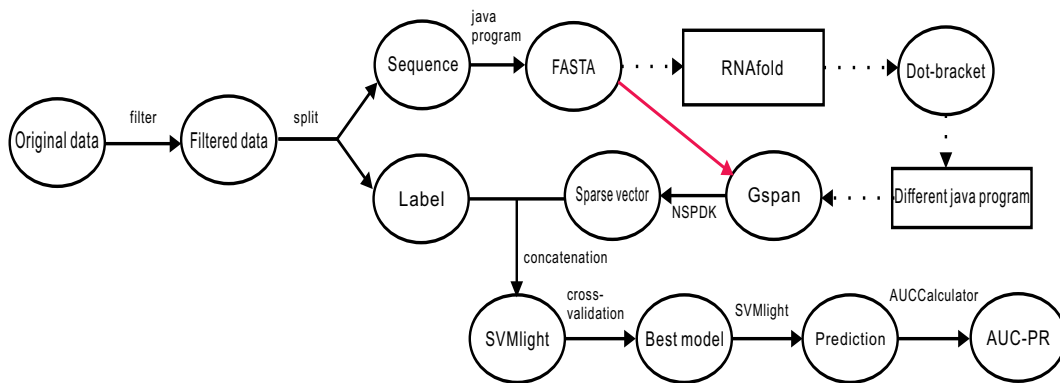 java
program
Sequence
FASTA
RNAfold
Dot-bracket
filter
split
Original data
Filtered data
Label
Sparse vector
NSPDK
Gspan
Different java program
concatenation
cross-
validation
SVMlight
AUCCalculator
SVMlight
Best model
Prediction
AUC-PR